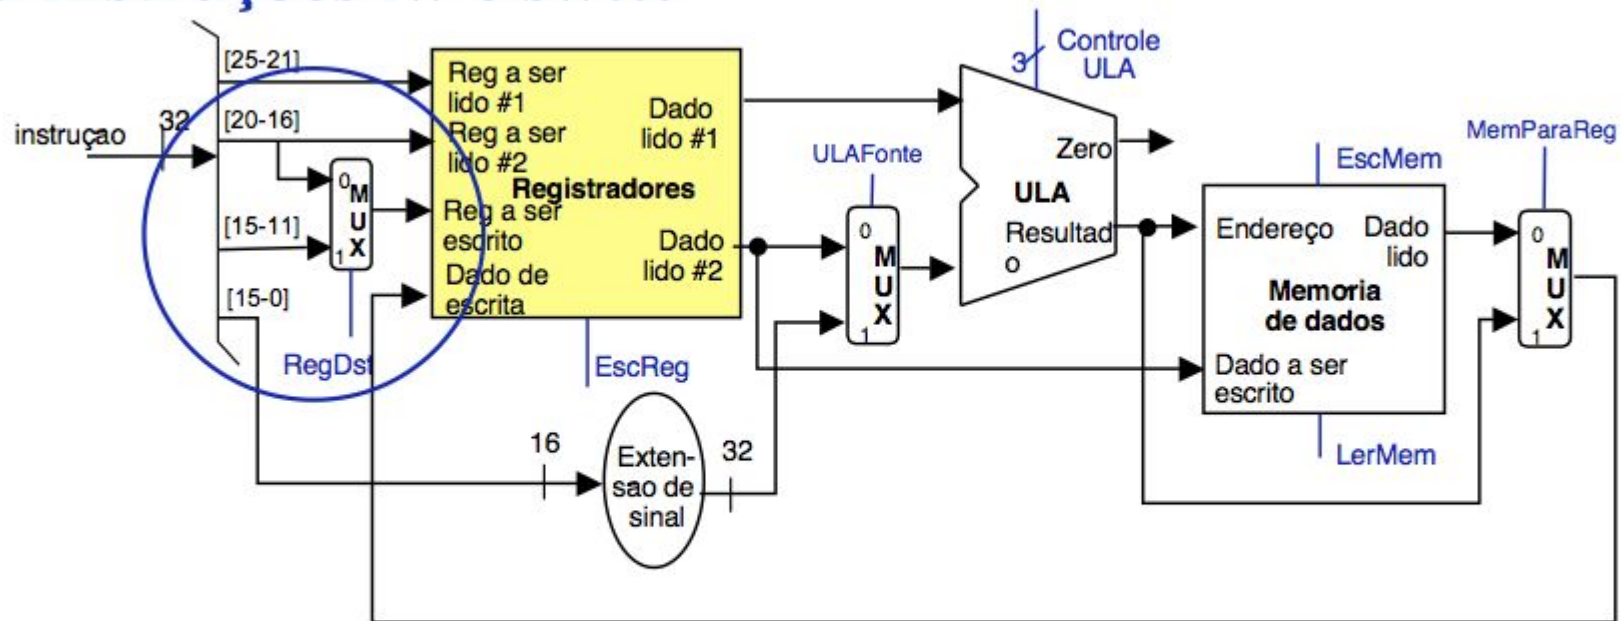 instruçao
32
[25-21]
[20-16]
[15-11]
[15-0]
0
M
U
X
1
RegDst
Reg a ser
lido #1
Reg a ser
lido #2
Registradores
Reg a ser
escrito
Dado de
escrita
Dado
lido #1
Dado
lido #2
EscReg
16
Exten-
sao de
sinal
32
ULAFonte
0
M
U
X
1
3
Controle
ULA
Zero
ULA
Resultad
o
EscMem
Endereço
Dado
lido
Memoria
de dados
Dado a ser
escrito
LerMem
MemParaReg
0
M
U
X
1